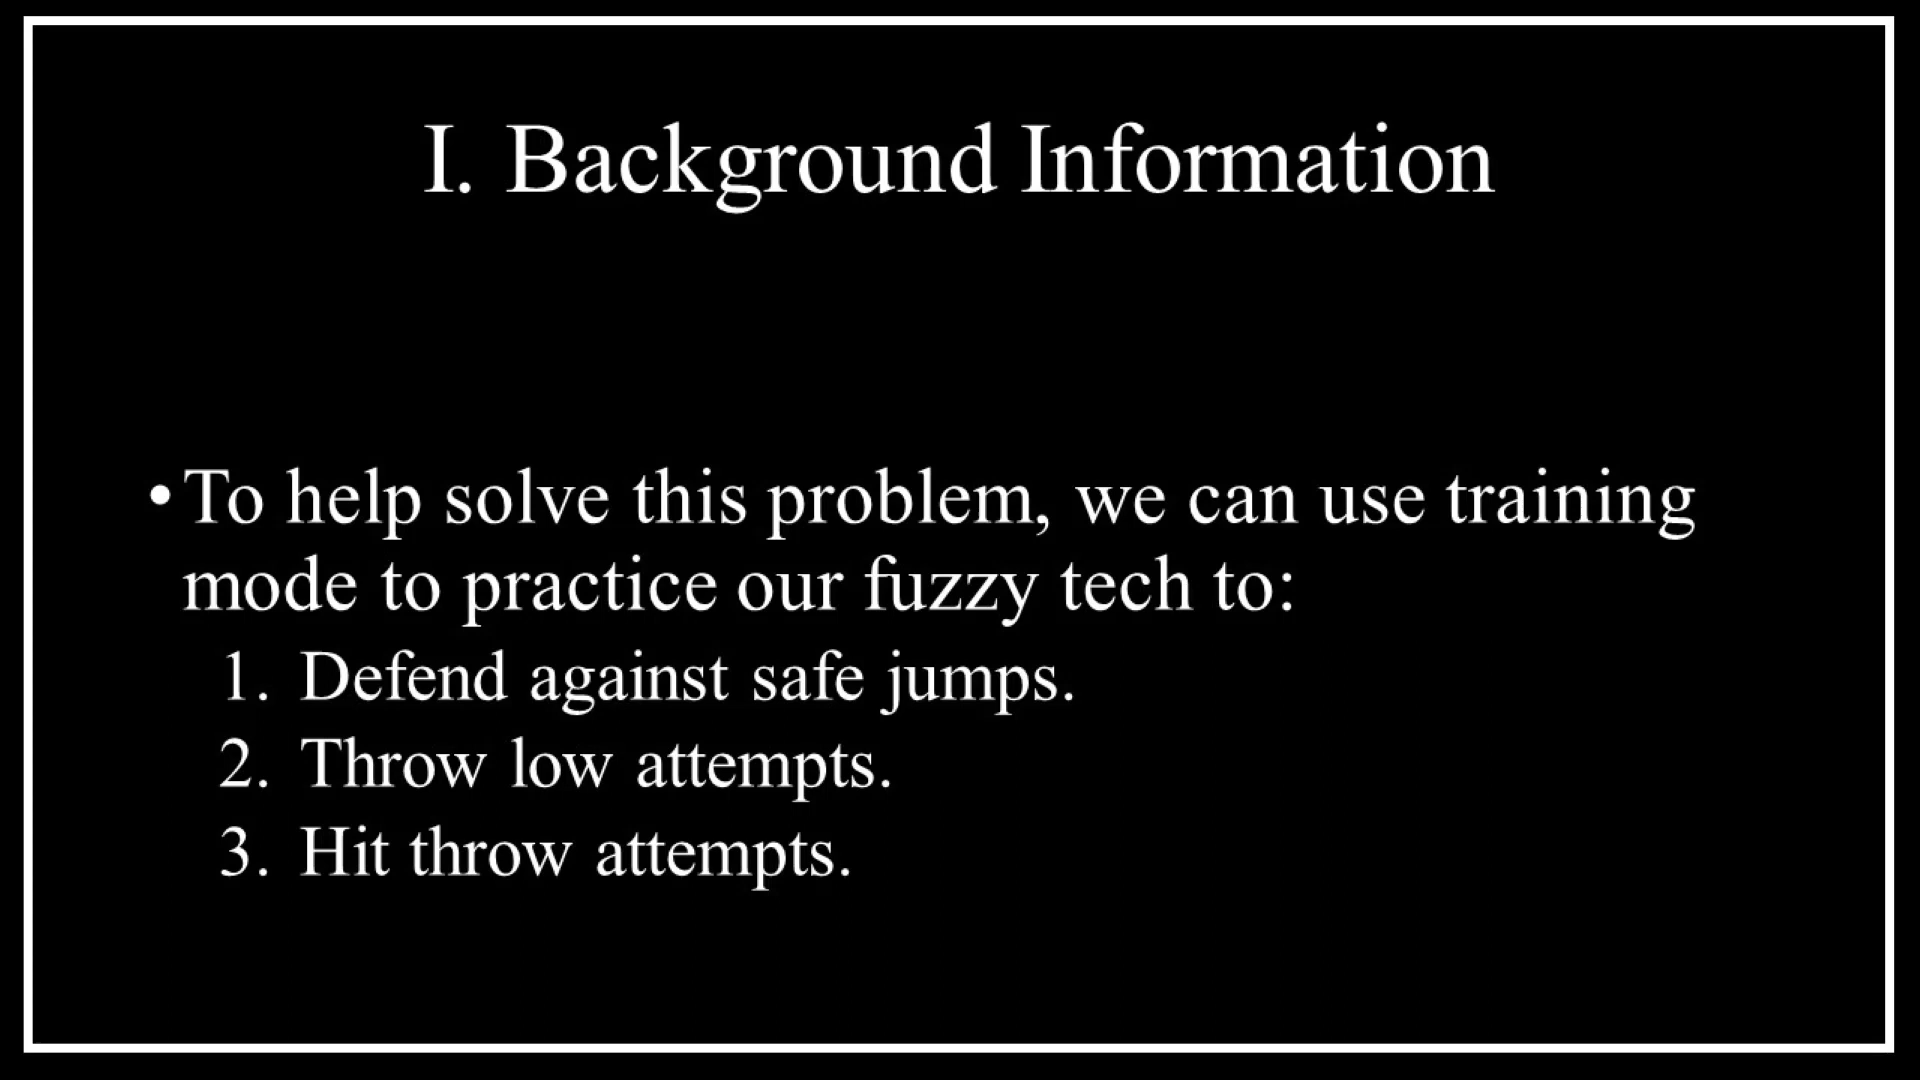 I. Background Information
• To help solve this problem, we can use training
mode to practice our fuzzy tech to:
1. Defend against safe jumps.
2. Throw low attempts.
3. Hit throw attempts.